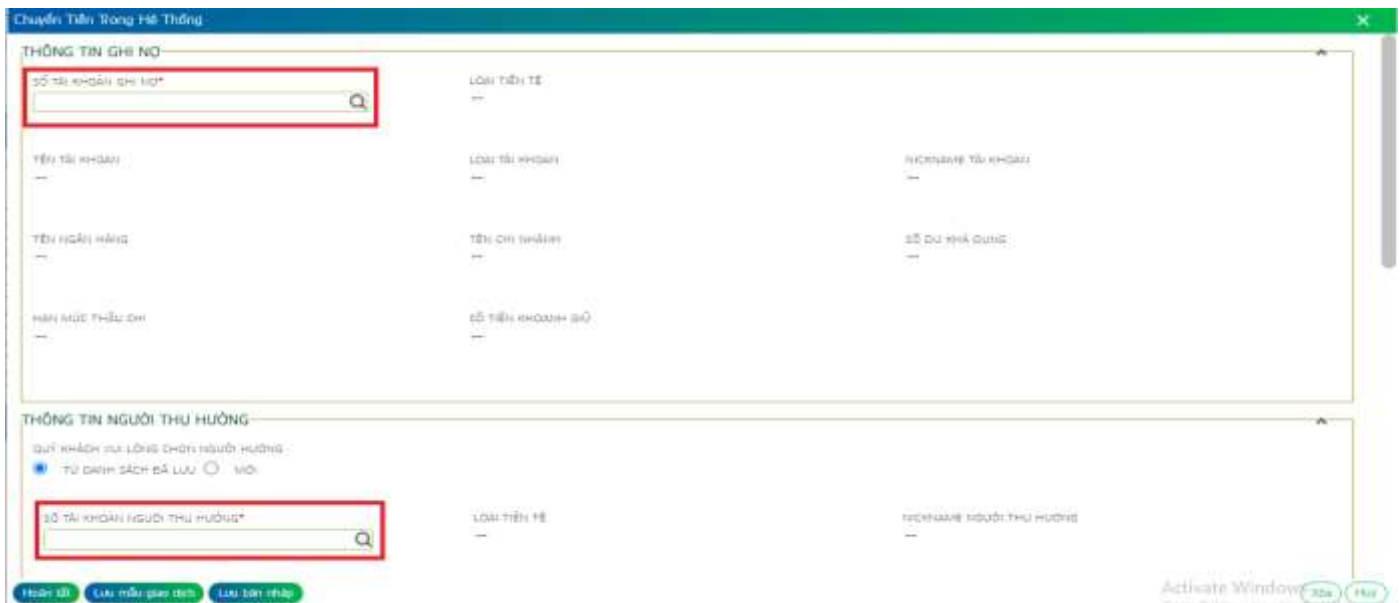 Chuyển Tiền Trong Hệ Thống
THÔNG TIN GHI NỢ
SỐ TÀI KHOẢN GHI NỢ*
LOẠI TIỀN TỆ
---
TÊN TÀI KHOẢN
LOẠI TÀI KHOẢN
NICKNAME TÀI KHOẢN
---
---
---
TÊN NGÂN HÀNG
TÊN CHI NHÁNH
SỐ DƯ KHẢ DỤNG
---
---
---
HẠN MỨC THẤU CHI
SỐ TIỀN KHOANH GIỮ
---
---
THÔNG TIN NGƯỜI THỤ HƯỞNG
QUÝ KHÁCH VUI LÒNG CHỌN NGƯỜI HƯỞNG
TỪ DANH SÁCH ĐÃ LƯU MỚI
SỐ TÀI KHOẢN NGƯỜI THỤ HƯỞNG*
LOẠI TIỀN TỆ
NICKNAME NGƯỜI THỤ HƯỞNG
---
---
Hoàn tất Lưu mẫu giao dịch Lưu bản nháp
Activate Windows
Xóa Huỷ